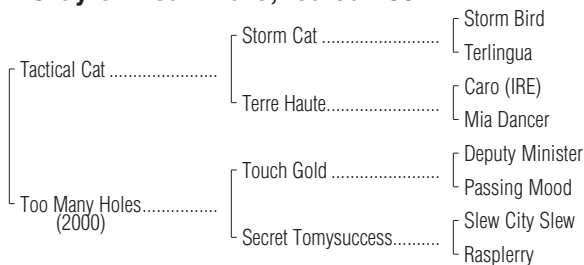 Storm Bird
Storm Cat ..........................
Terlingua
Tactical Cat ........................
Caro (IRE)
Terre Haute.........................
Mia Dancer
Deputy Minister
Touch Gold ........................
Passing Mood
Too Many Holes.................
(2000)
Slew City Slew
Secret Tomysuccess..........
Rasplerry